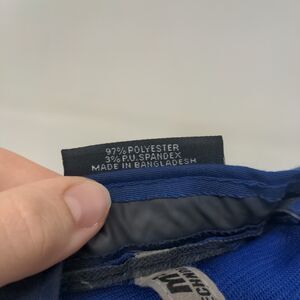 97% POLYESTER
3% P.U. SPANDEX
MADE IN BANGLADESH